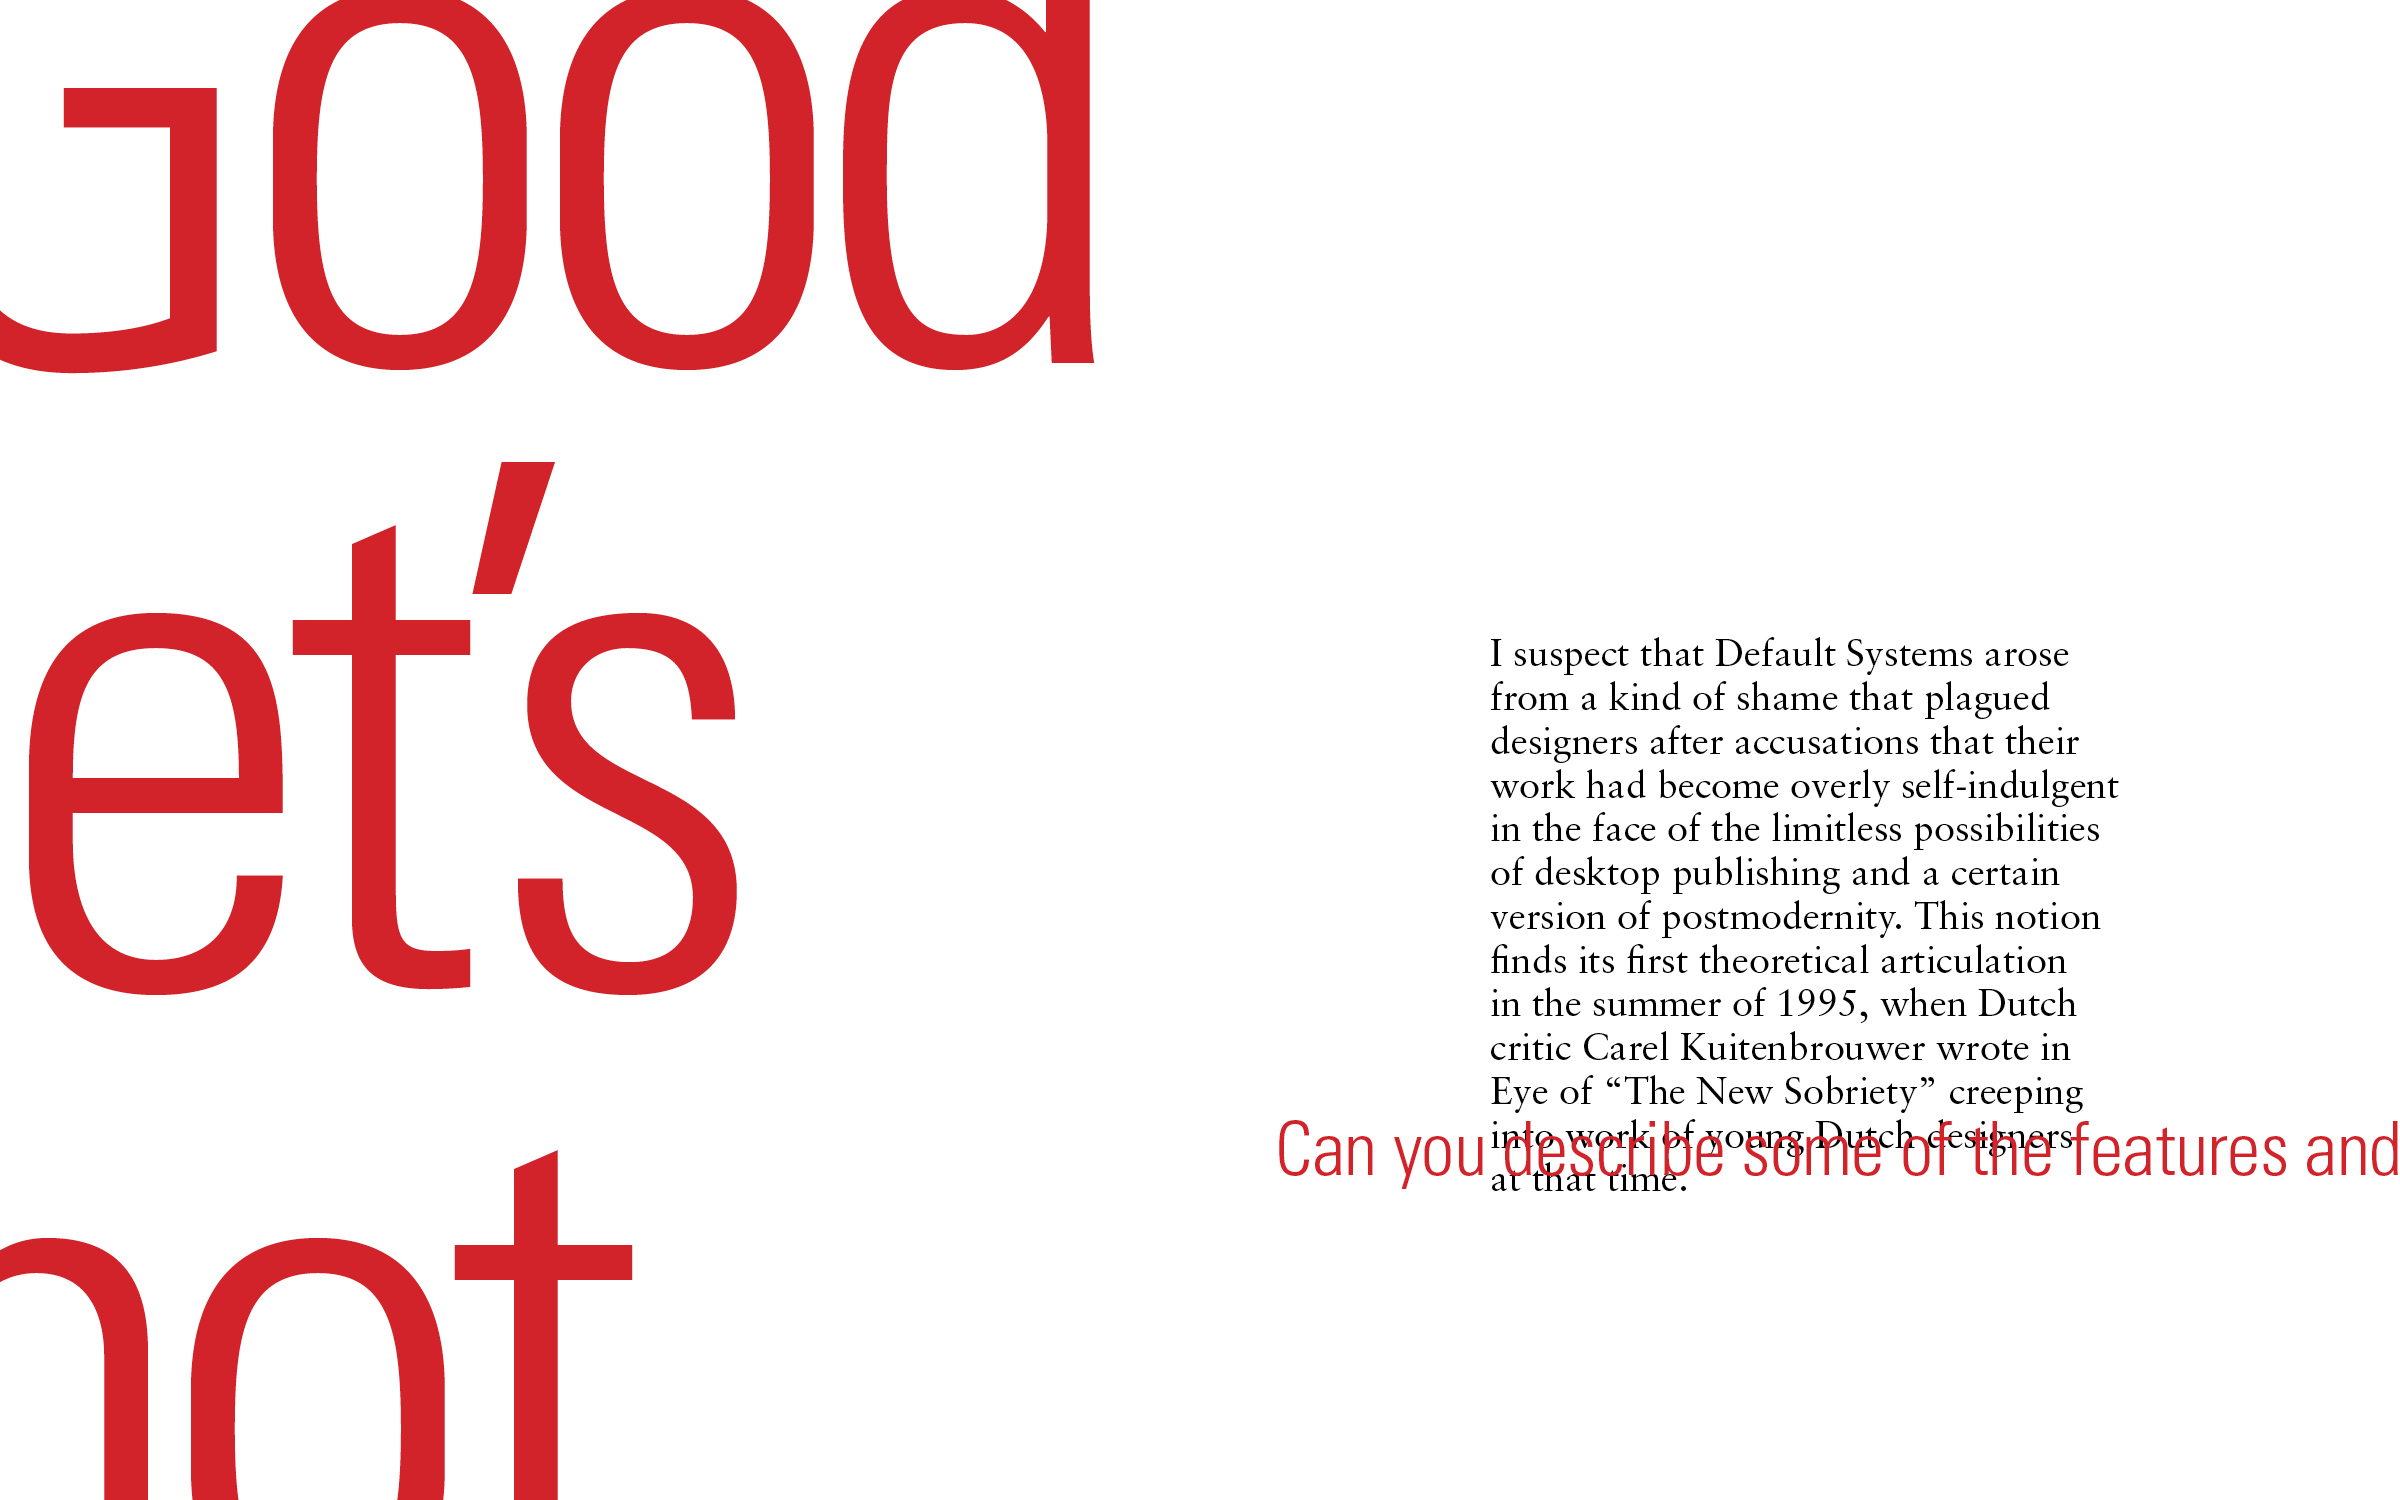 Good
et’s
not
I suspect that Default Systems arose
from a kind of shame that plagued
designers after accusations that their
work had become overly self-indulgent
in the face of the limitless possibilities
of desktop publishing and a certain
version of postmodernity. This notion
finds its first theoretical articulation
in the summer of 1995, when Dutch
critic Carel Kuitenbrouwer wrote in
Eye of “The New Sobriety” creeping
into work of young Dutch designers
at that time.
Can you describe some of the features and